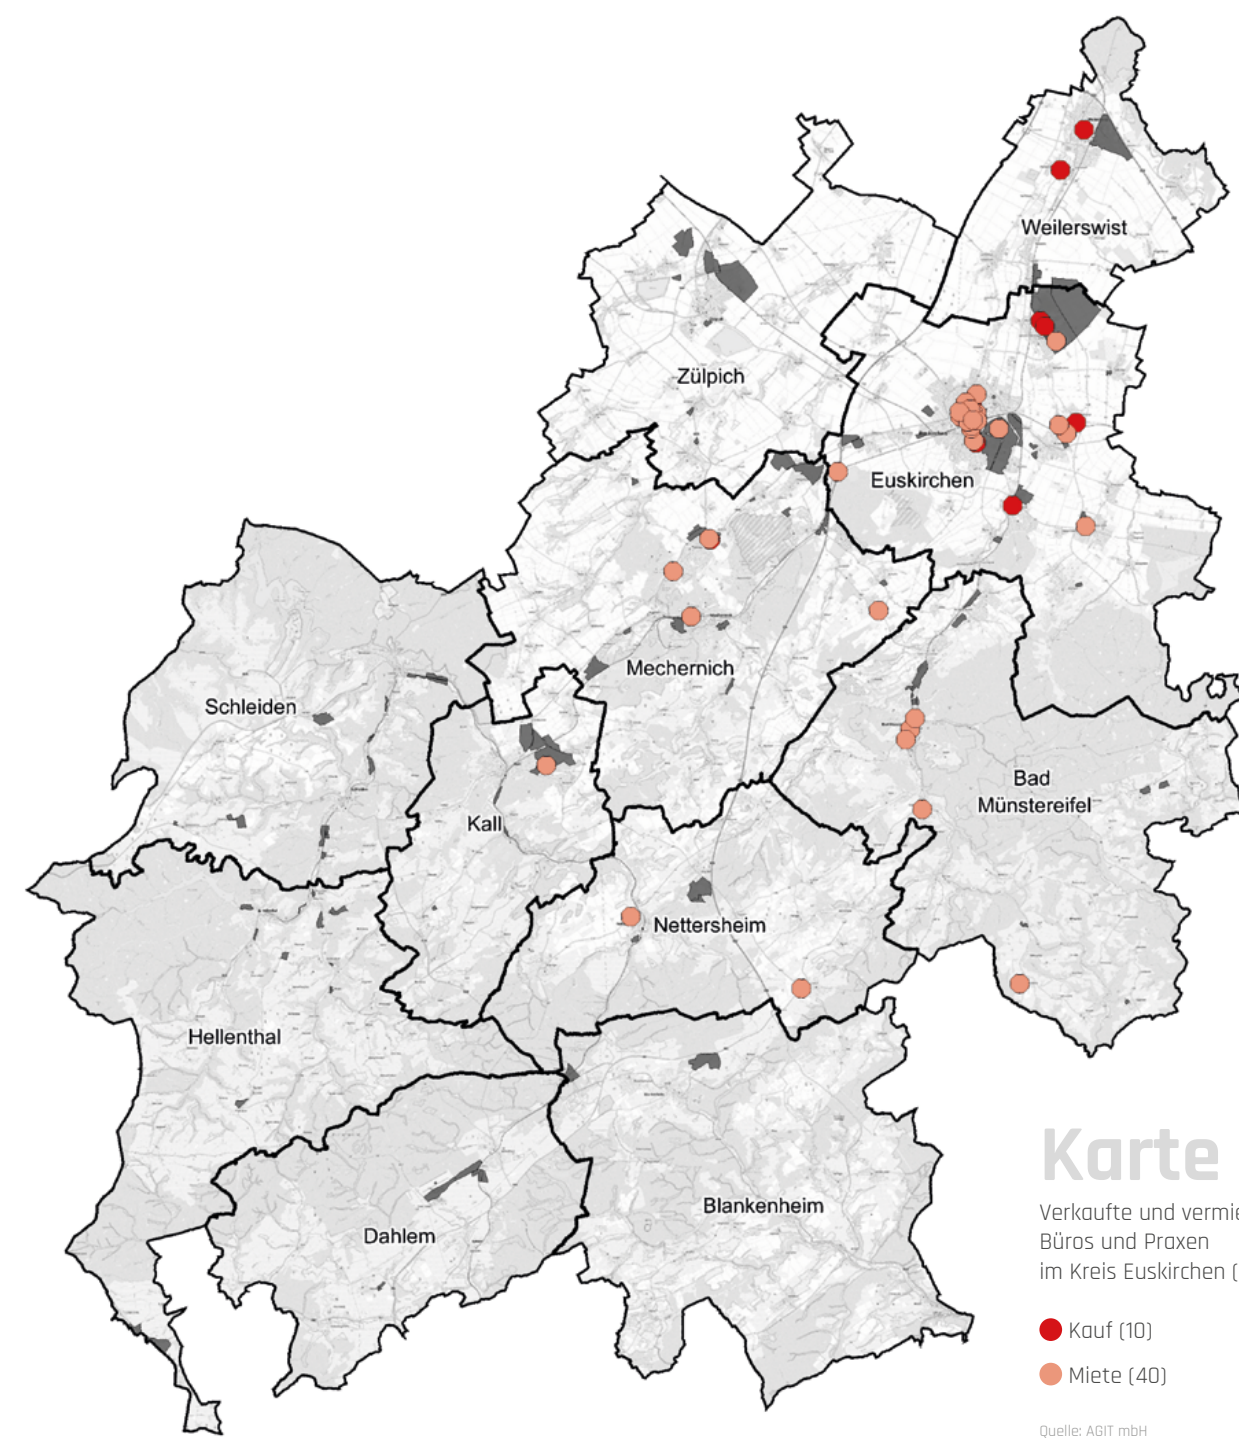 Weilerswist
Zülpich
Euskirchen
Mechernich
Schleiden
Bad
Münstereifel
Kall
Nettersheim
Hellenthal
Blankenheim
Dahlem
Karte
Verkaufte und vermie
Büros und Praxen
im Kreis Euskirchen (
Kauf (10)
Miete (40)
Quelle: AGIT mbH